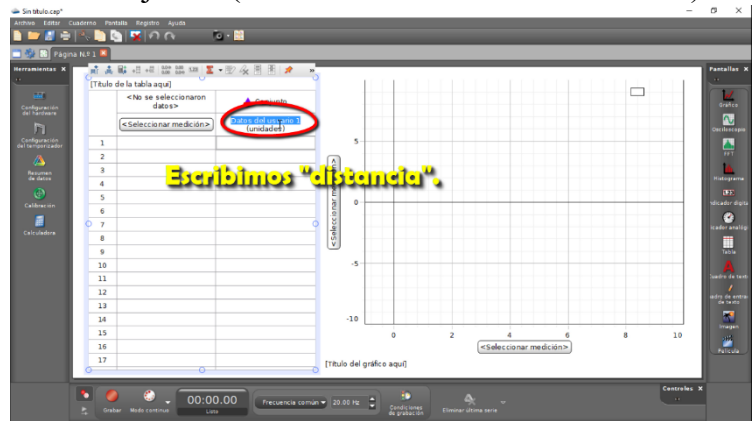 Sin título.cap*
Archivo Editar Cuaderno Pantalla Registro Ayuda
Página N.º 1
Herramientas X
Pantallas X
[Título de la tabla aquí]
<No se seleccionaron datos>
Conjunto
<Seleccionar medición>
Datos del usuario 1
(unidades)
Escribimos "distancia".
1
2
3
4
5
6
7
8
9
10
11
12
13
14
15
16
17
Configuración del hardware
Configuración del temporizador
Resumen de datos
Calibración
Calculadora
<Seleccionar medición>
5
0
-5
-10
0 2 4 6 8 10
<Seleccionar medición>
[Título del gráfico aquí]
Gráfico
Osciloscopio
FFT
Histograma
Tabla
Imagen
Película
Controles X
Grabar
Modo continuo
00:00.00
Listo
Frecuencia común
20.00 Hz
Condiciones de grabación
Eliminar última serie